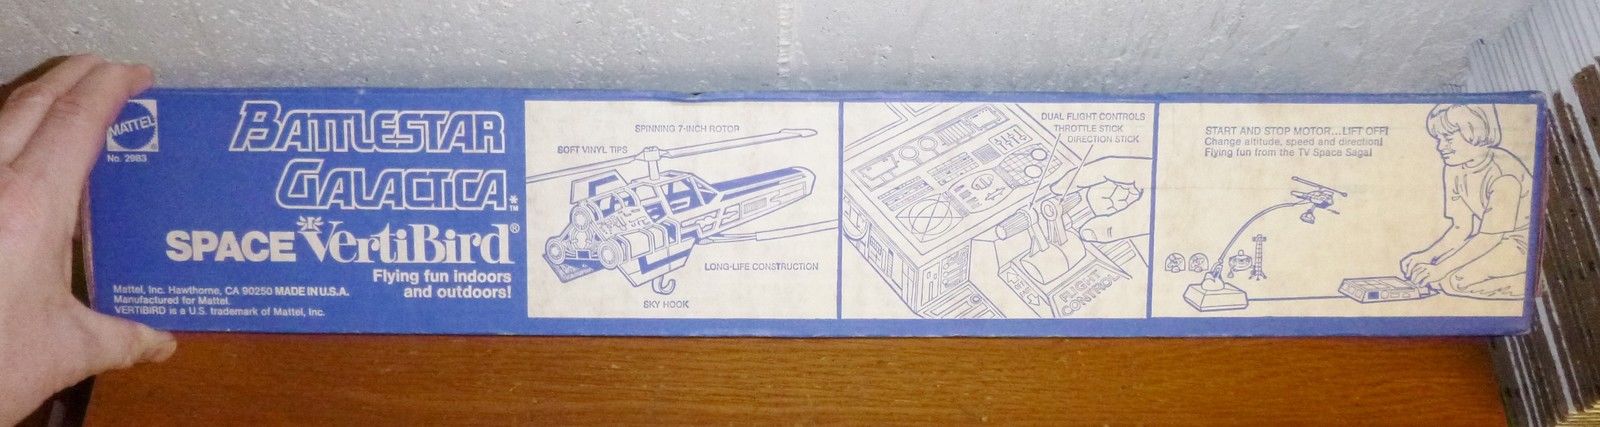 MATTEL
No. 2983
BATTLESTAR
GALACTICA*™
SPACE VertiBird®
Flying fun indoors
and outdoors!
Mattel, Inc. Hawthorne, CA 90250 MADE IN U.S.A.
Manufactured for Mattel.
VERTIBIRD is a U.S. trademark of Mattel, Inc.
SPINNING 7-INCH ROTOR
SOFT VINYL TIPS
LONG-LIFE CONSTRUCTION
SKY HOOK
DUAL FLIGHT CONTROLS
THROTTLE STICK
DIRECTION STICK
FLIGHT
CONTROL
START AND STOP MOTOR...LIFT OFF!
Change altitude, speed and direction!
Flying fun from the TV Space Saga!